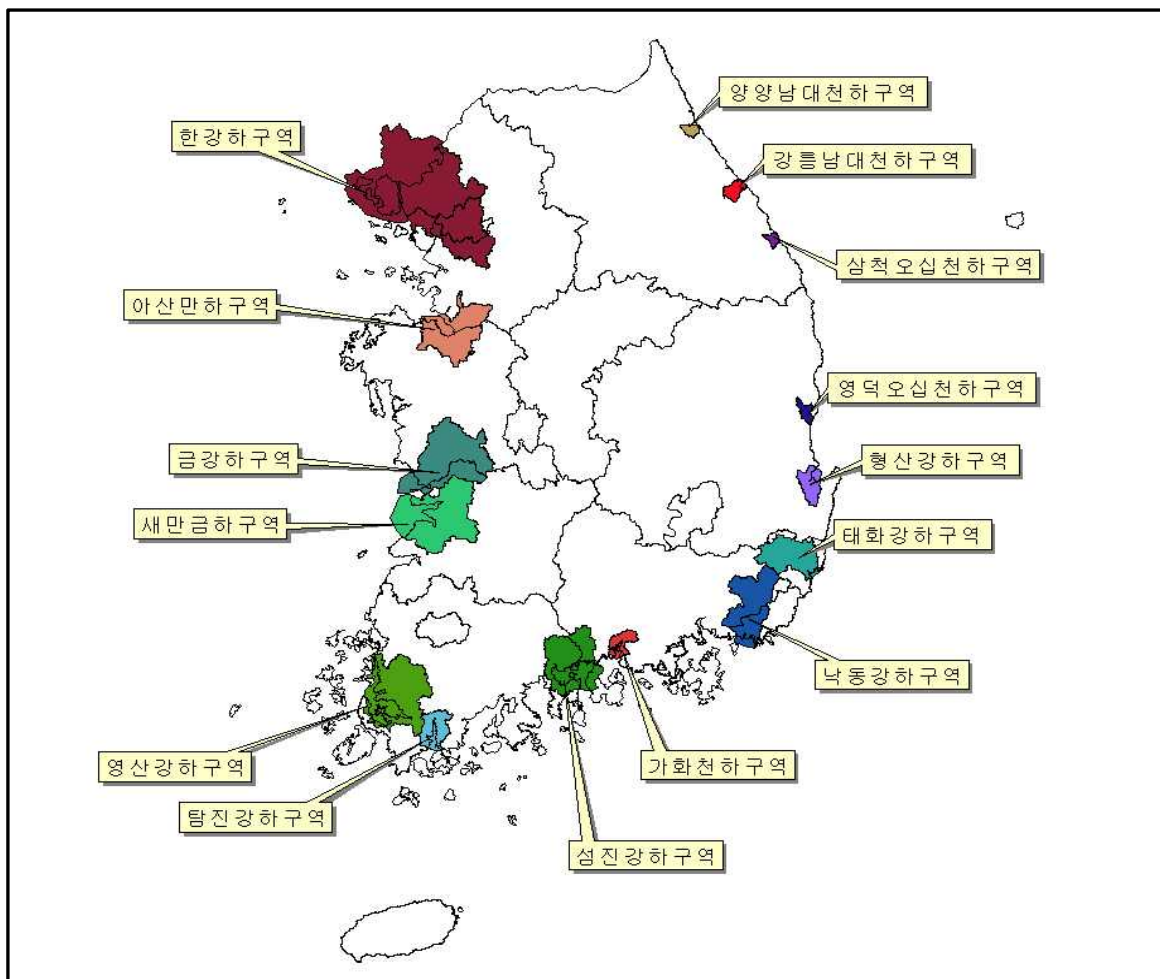 양양남대천하구역
한강하구역
강릉남대천하구역
삼척오십천하구역
아산만하구역
영덕오십천하구역
금강하구역
형산강하구역
새만금하구역
태화강하구역
낙동강하구역
영산강하구역
가화천하구역
탐진강하구역
섬진강하구역